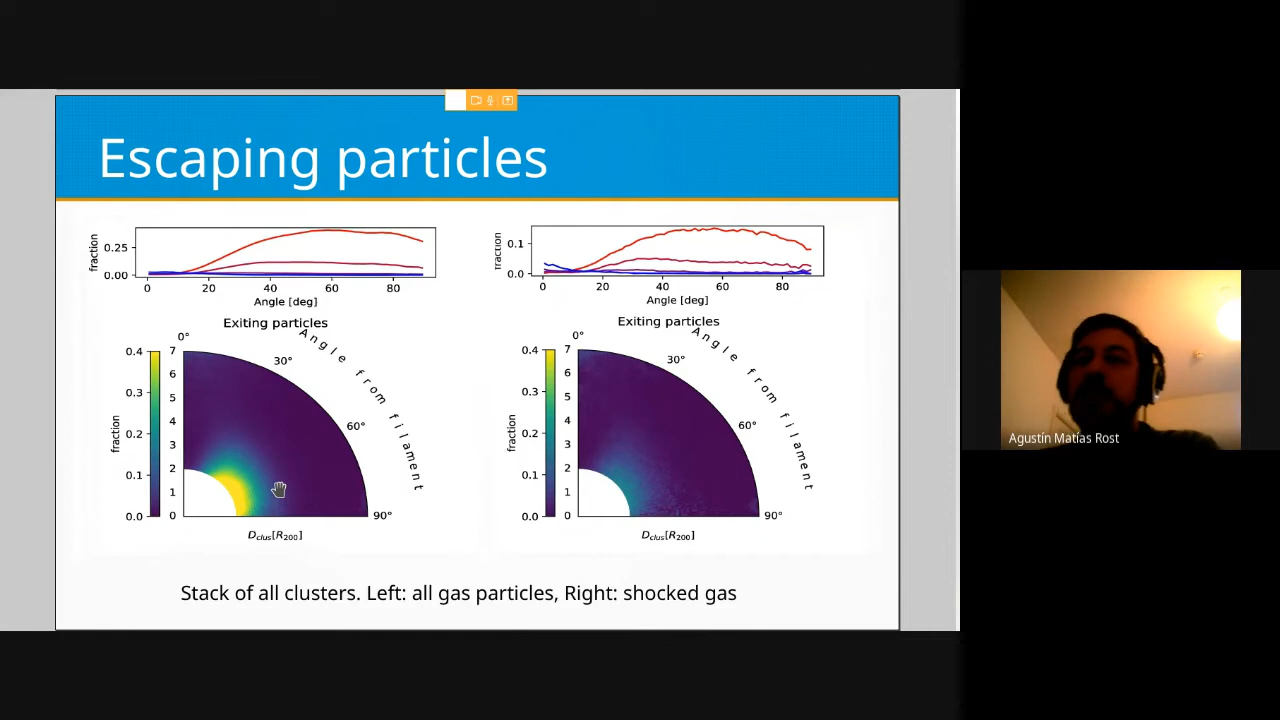 Escaping particles
fraction
0.25
0.00
0 20 40 60 80
Angle [deg]
Exiting particles
Angle from filament
0.4
0.3
0.2
0.1
0.0
fraction
7
6
5
4
3
2
1
0
0°
30°
60°
90°
Dclus[R200]
fraction
0.1
0.0
0 20 40 60 80
Angle [deg]
Exiting particles
Angle from filament
0.4
0.3
0.2
0.1
0.0
fraction
7
6
5
4
3
2
1
0
0°
30°
60°
90°
Dclus[R200]
Stack of all clusters. Left: all gas particles, Right: shocked gas
Agustín Matías Rost